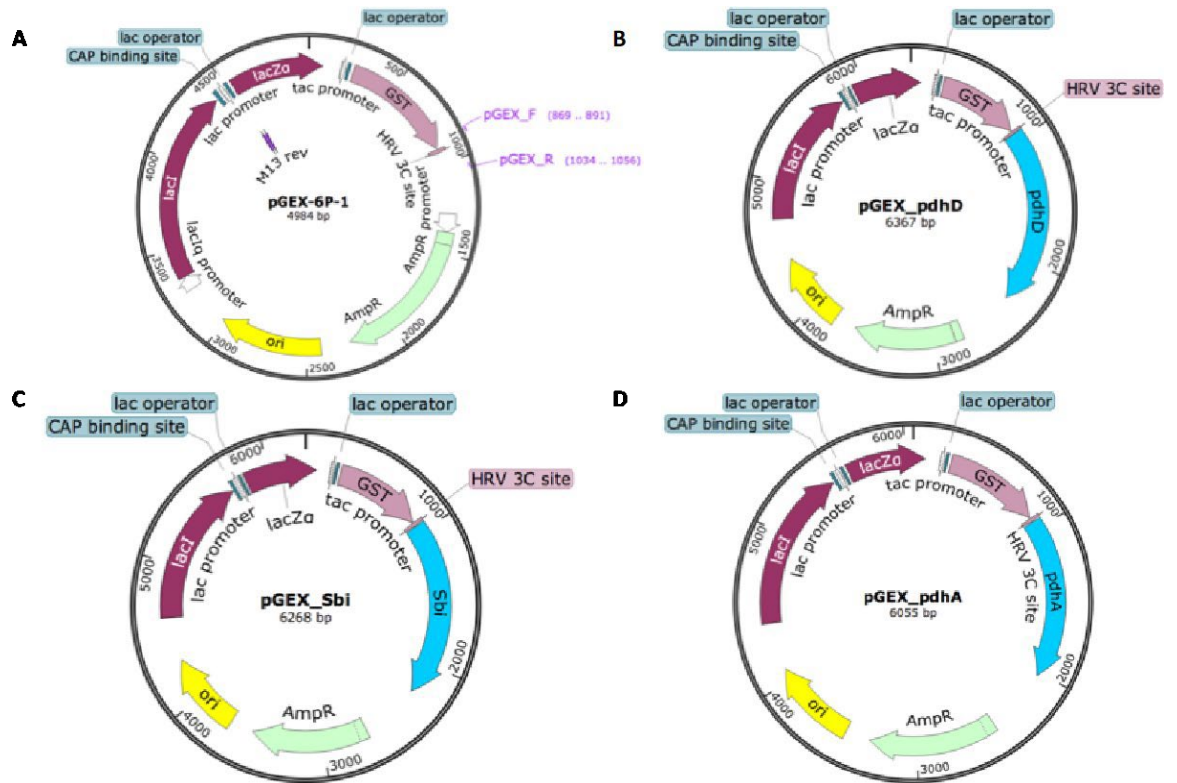 A
lac operator
lac operator
CAP binding site
4500
lacZα
500
tac promoter
GST
lac promoter
pGEX_F (869 .. 891)
1000
pGEX_R (1034 .. 1056)
HRV 3C site
M13 rev
4000
lacI
pGEX-6P-1
4984 bp
AmpR promoter
1500
lacIq promoter
3500
AmpR
2000
ori
3000
2500
B
lac operator
lac operator
CAP binding site
6000
HRV 3C site
GST
1000
tac promoter
lacZα
lac promoter
lacI
5000
pGEX_pdhD
6367 bp
pdhD
2000
ori
4000
AmpR
3000
C
lac operator
lac operator
CAP binding site
6000
HRV 3C site
GST
1000
tac promoter
lacZα
lac promoter
lacI
5000
pGEX_Sbi
6268 bp
Sbi
2000
ori
4000
AmpR
3000
D
lac operator
lac operator
CAP binding site
6000
lacZα
GST
1000
tac promoter
lac promoter
lacI
5000
HRV 3C site
pGEX_pdhA
6055 bp
pdhA
2000
ori
4000
AmpR
3000